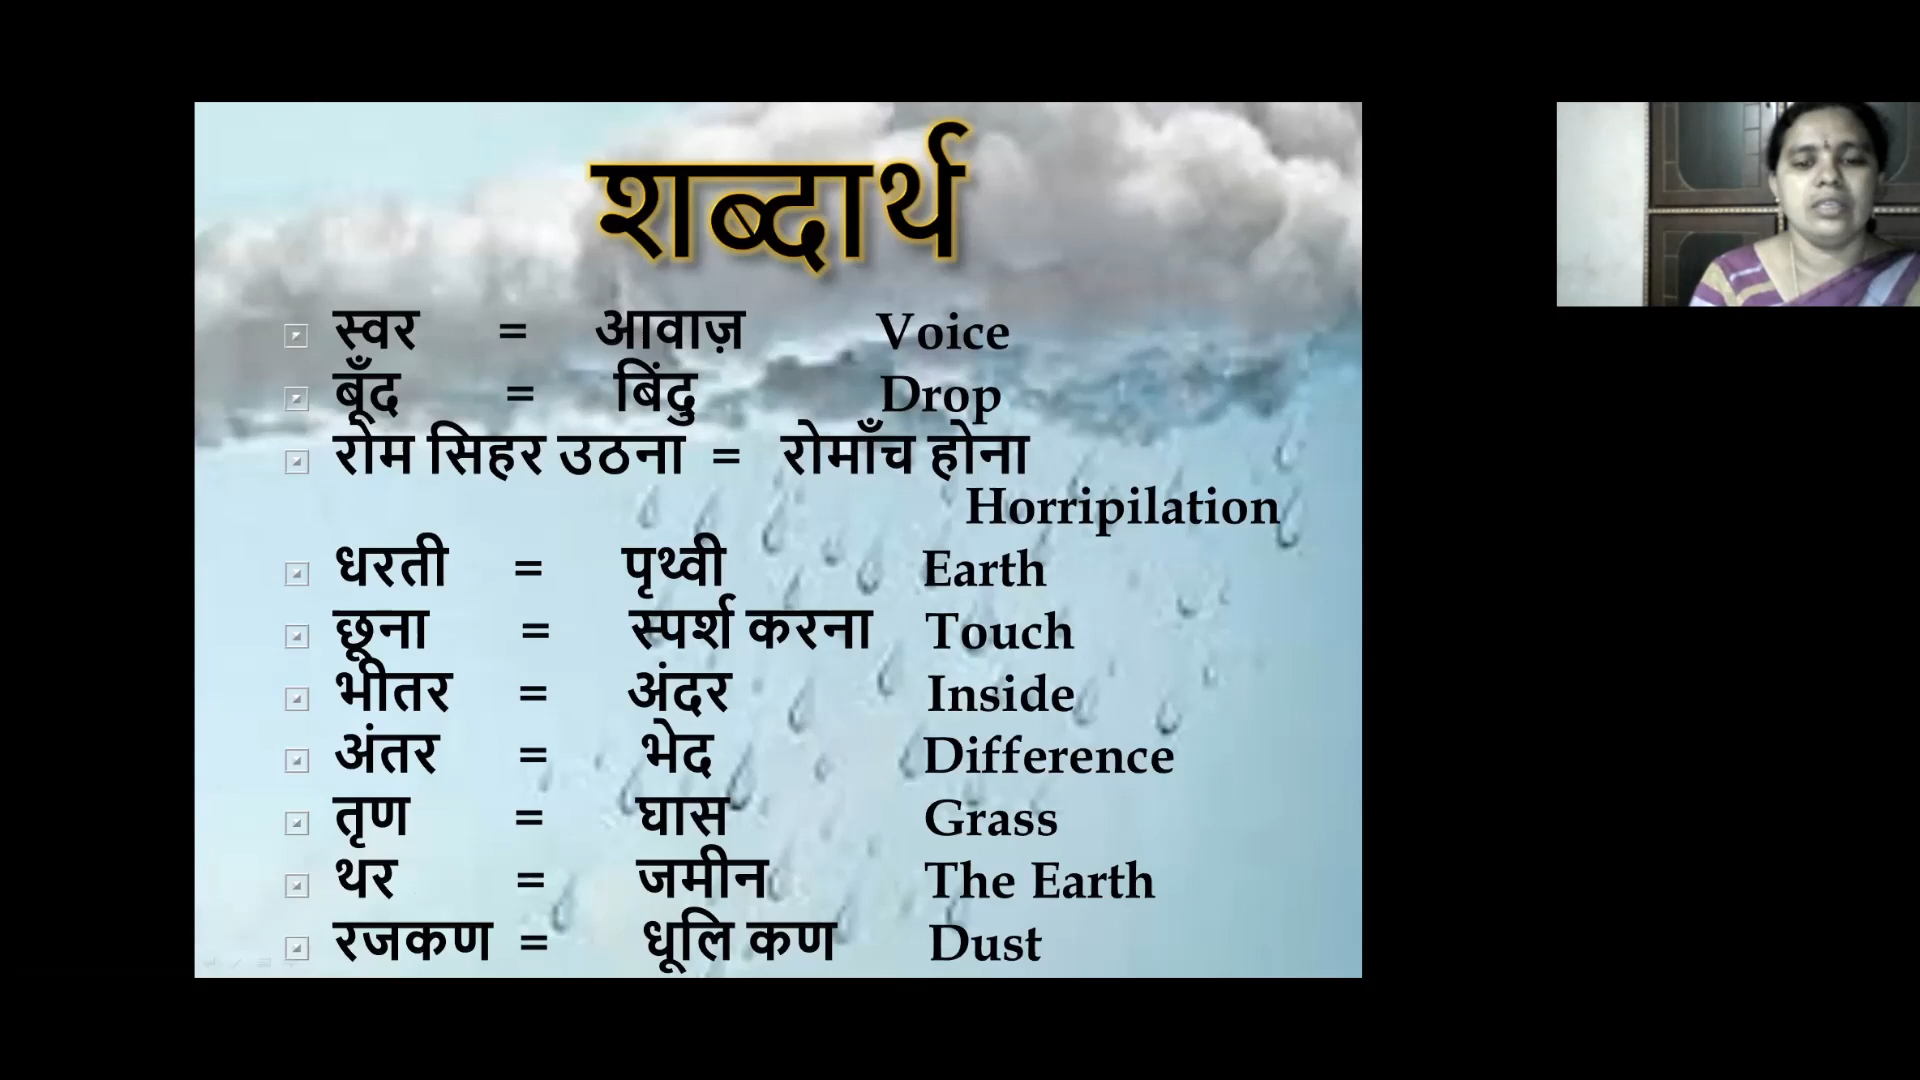 शब्दार्थ
स्वर = आवाज़ Voice
बूँद = बिंदु Drop
रोम सिहर उठना = रोमाँच होना
Horripilation
धरती = पृथ्वी Earth
छूना = स्पर्श करना Touch
भीतर = अंदर Inside
अंतर = भेद Difference
तृण = घास Grass
थर = जमीन The Earth
रजकण = धूलि कण Dust